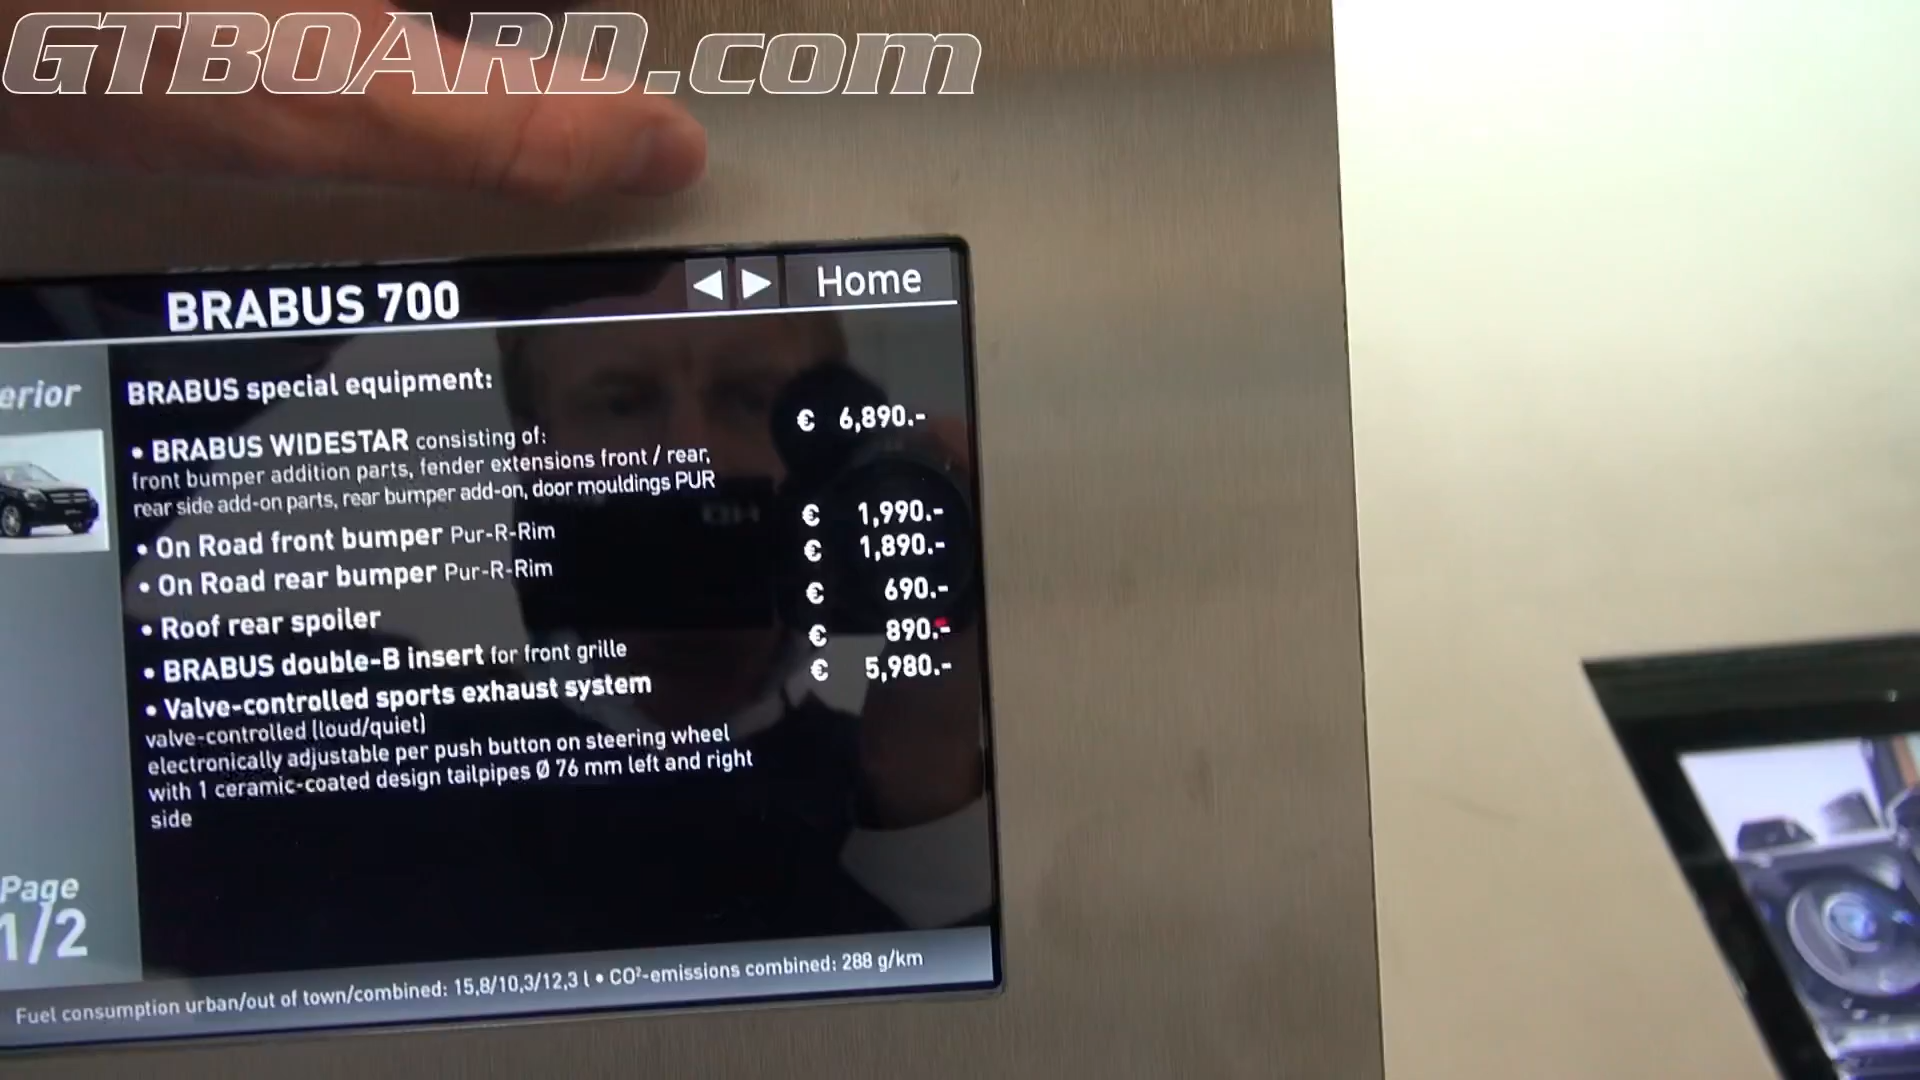 GTBOARD.com
BRABUS 700
Home
erior
BRABUS special equipment:
• BRABUS WIDESTAR consisting of: € 6,890.-
front bumper addition parts, fender extensions front / rear,
rear side add-on parts, rear bumper add-on, door mouldings PUR
• On Road front bumper Pur-R-Rim € 1,990.-
• On Road rear bumper Pur-R-Rim € 1,890.-
• Roof rear spoiler € 690.-
• BRABUS double-B insert for front grille € 890.-
• Valve-controlled sports exhaust system € 5,980.-
valve-controlled (loud/quiet)
electronically adjustable per push button on steering wheel
with 1 ceramic-coated design tailpipes Ø 76 mm left and right
side
Page
1/2
Fuel consumption urban/out of town/combined: 15,8/10,3/12,3 l • CO²-emissions combined: 288 g/km